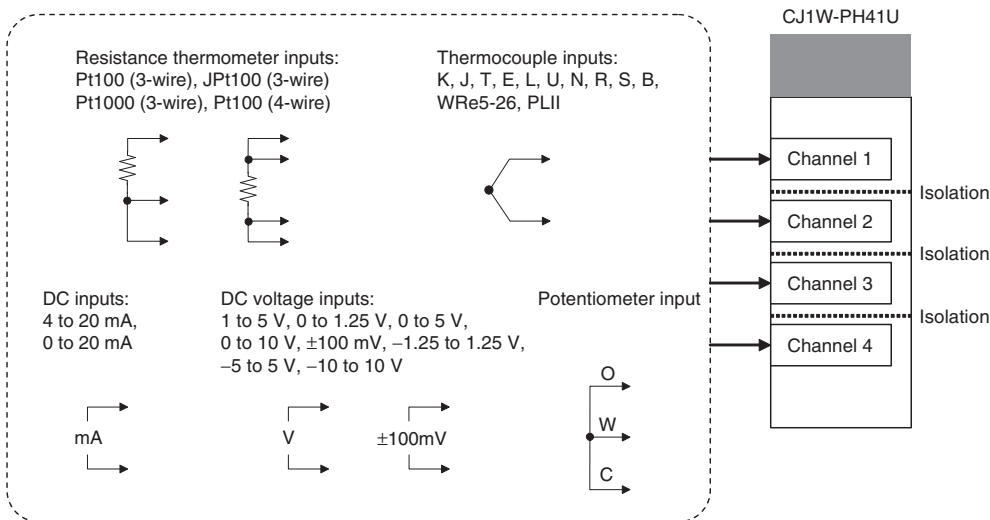 CJ1W-PH41U
Resistance thermometer inputs:
Pt100 (3-wire), JPt100 (3-wire)
Pt1000 (3-wire), Pt100 (4-wire)
Thermocouple inputs:
K, J, T, E, L, U, N, R, S, B,
WRe5-26, PLII
Channel 1
Isolation
Channel 2
Isolation
Channel 3
Isolation
Channel 4
DC inputs:
4 to 20 mA,
0 to 20 mA
DC voltage inputs:
1 to 5 V, 0 to 1.25 V, 0 to 5 V,
0 to 10 V, ±100 mV, −1.25 to 1.25 V,
−5 to 5 V, −10 to 10 V
Potentiometer input
mA
V
±100mV
O
W
C